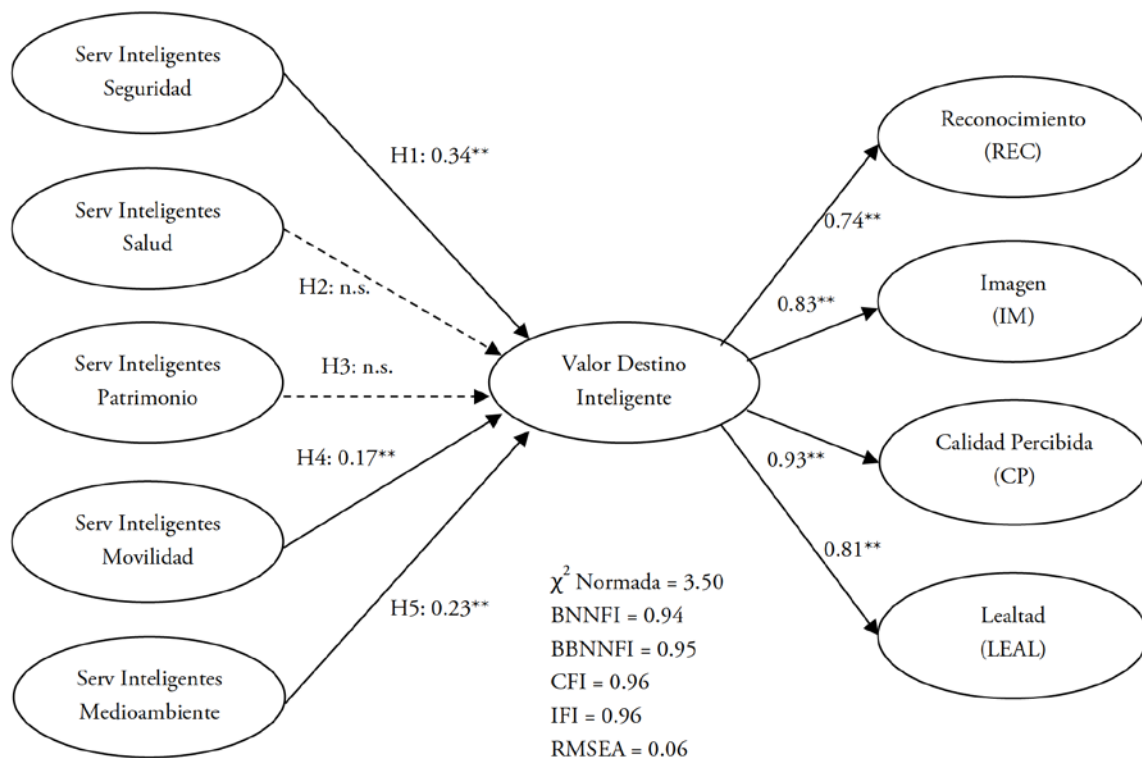 Serv Inteligentes
Seguridad
H1: 0.34**
Serv Inteligentes
Salud
H2: n.s.
Serv Inteligentes
Patrimonio
H3: n.s.
Serv Inteligentes
Movilidad
H4: 0.17**
Serv Inteligentes
Medioambiente
H5: 0.23**
Valor Destino
Inteligente
χ² Normada = 3.50
BNNFI = 0.94
BBNNFI = 0.95
CFI = 0.96
IFI = 0.96
RMSEA = 0.06
0.74**
Reconocimiento
(REC)
0.83**
Imagen
(IM)
0.93**
Calidad Percibida
(CP)
0.81**
Lealtad
(LEAL)